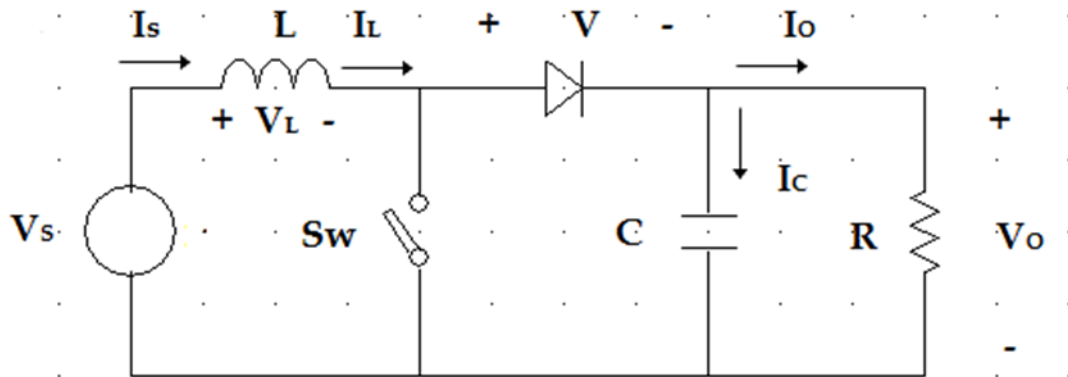 Is L IL + V - Io
+ VL - +
Ic
Vs Sw C R Vo
-